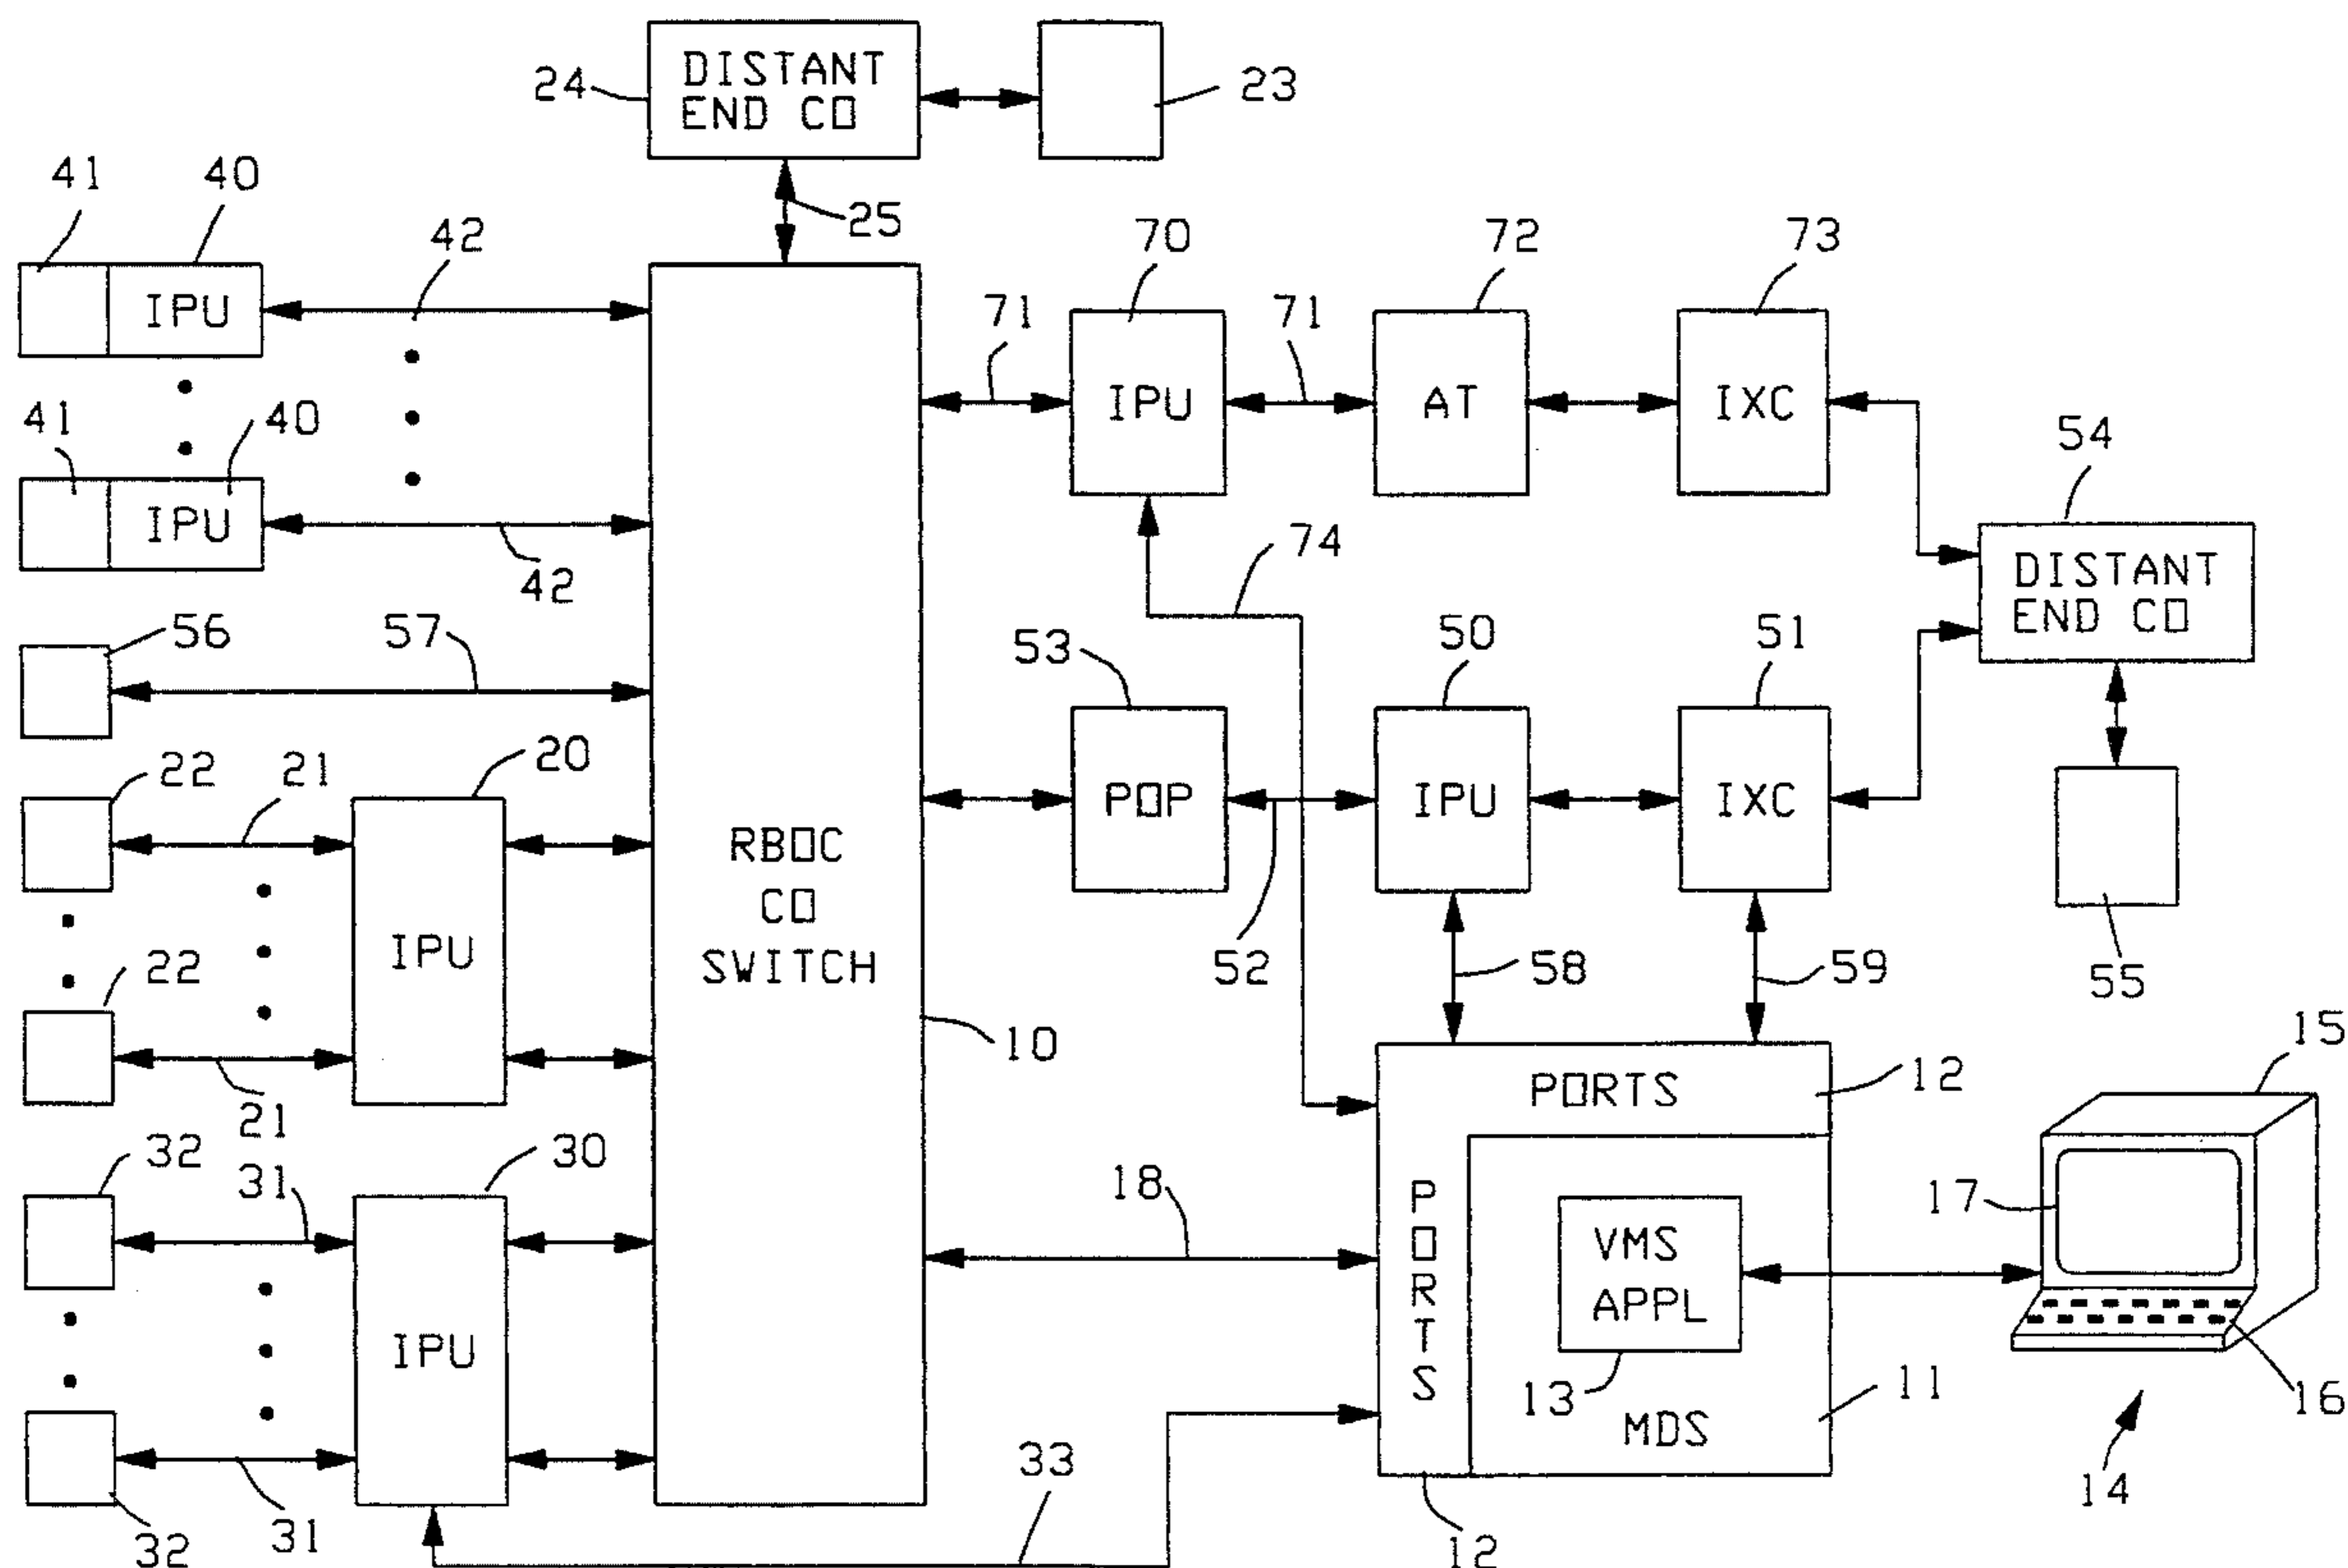 24
DISTANT
END CO
23
25
41
40
42
IPU
41
40
IPU
42
70
71
71
72
73
IPU
AT
IXC
54
DISTANT
END CO
74
56
57
53
50
51
POP
IPU
IXC
52
58
59
55
22
21
20
IPU
22
21
RBOC
CO
SWITCH
10
32
31
30
IPU
32
31
33
18
PORTS
12
PORTS
12
VMS
APPL
13
MDS
11
15
17
16
14